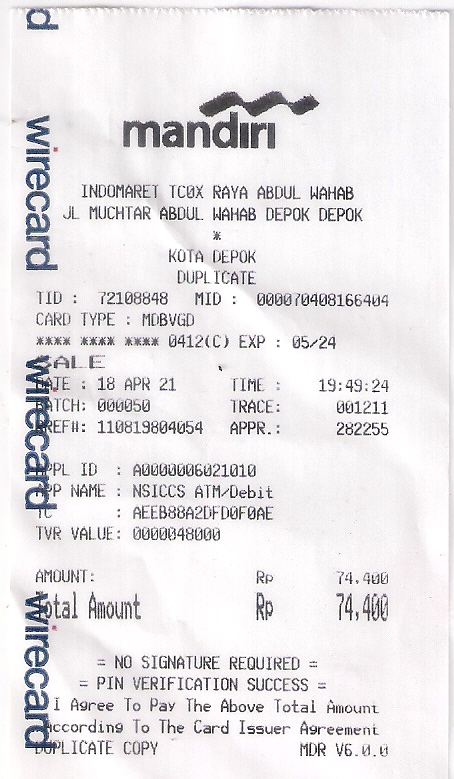 mandiri
INDOMARET TC0X RAYA ABDUL WAHAB
JL MUCHTAR ABDUL WAHAB DEPOK DEPOK
*
KOTA DEPOK
DUPLICATE
TID : 72108848 MID : 000070408166404
CARD TYPE : MDBVGD
**** **** **** 0412(C) EXP : 05/24
SALE
DATE : 18 APR 21 TIME : 19:49:24
BATCH: 000050 TRACE: 001211
REF#: 110819804054 APPR.: 282255
APPL ID : A0000006021010
APP NAME : NSICCS ATM/Debit
TC : AEEB88A2DFD0F0AE
TVR VALUE: 0000048000
AMOUNT: Rp 74.400
Total Amount Rp 74,400
= NO SIGNATURE REQUIRED =
= PIN VERIFICATION SUCCESS =
I Agree To Pay The Above Total Amount
According To The Card Issuer Agreement
DUPLICATE COPY MDR V6.0.0
d
wirecard
wirecard
wirecard